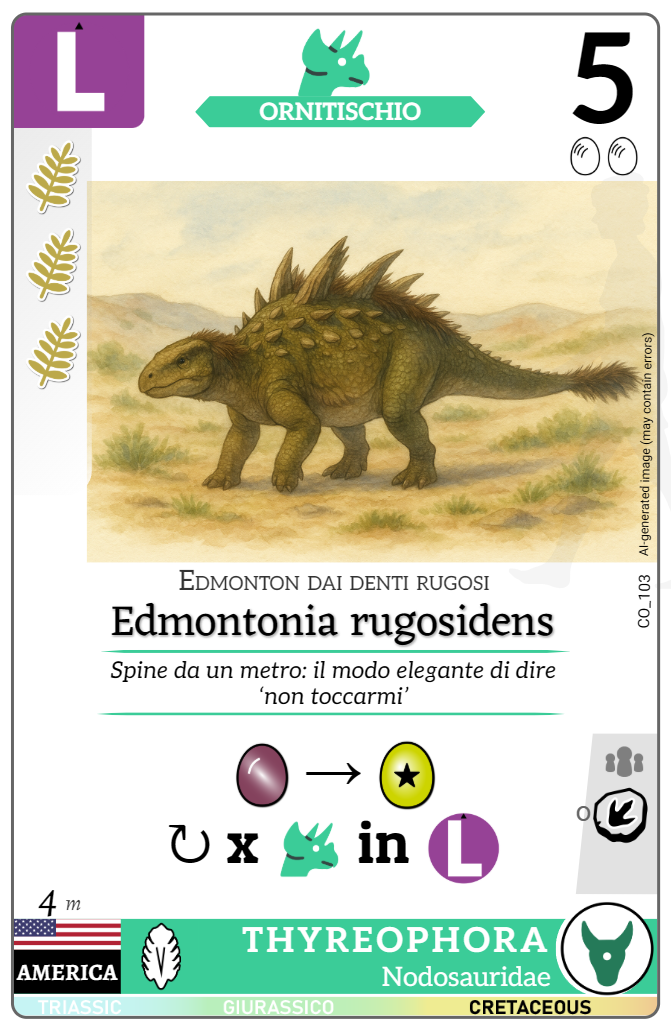 L
ORNITISCHIO
5
AI-generated image (may contain errors)
CO_103
EDMONTON DAI DENTI RUGOSI
Edmontonia rugosidens
Spine da un metro: il modo elegante di dire
‘non toccarmi’
→
↻ x in L
O
4 m
AMERICA
THYREOPHORA
Nodosauridae
TRIASSIC GIURASSICO CRETACEOUS